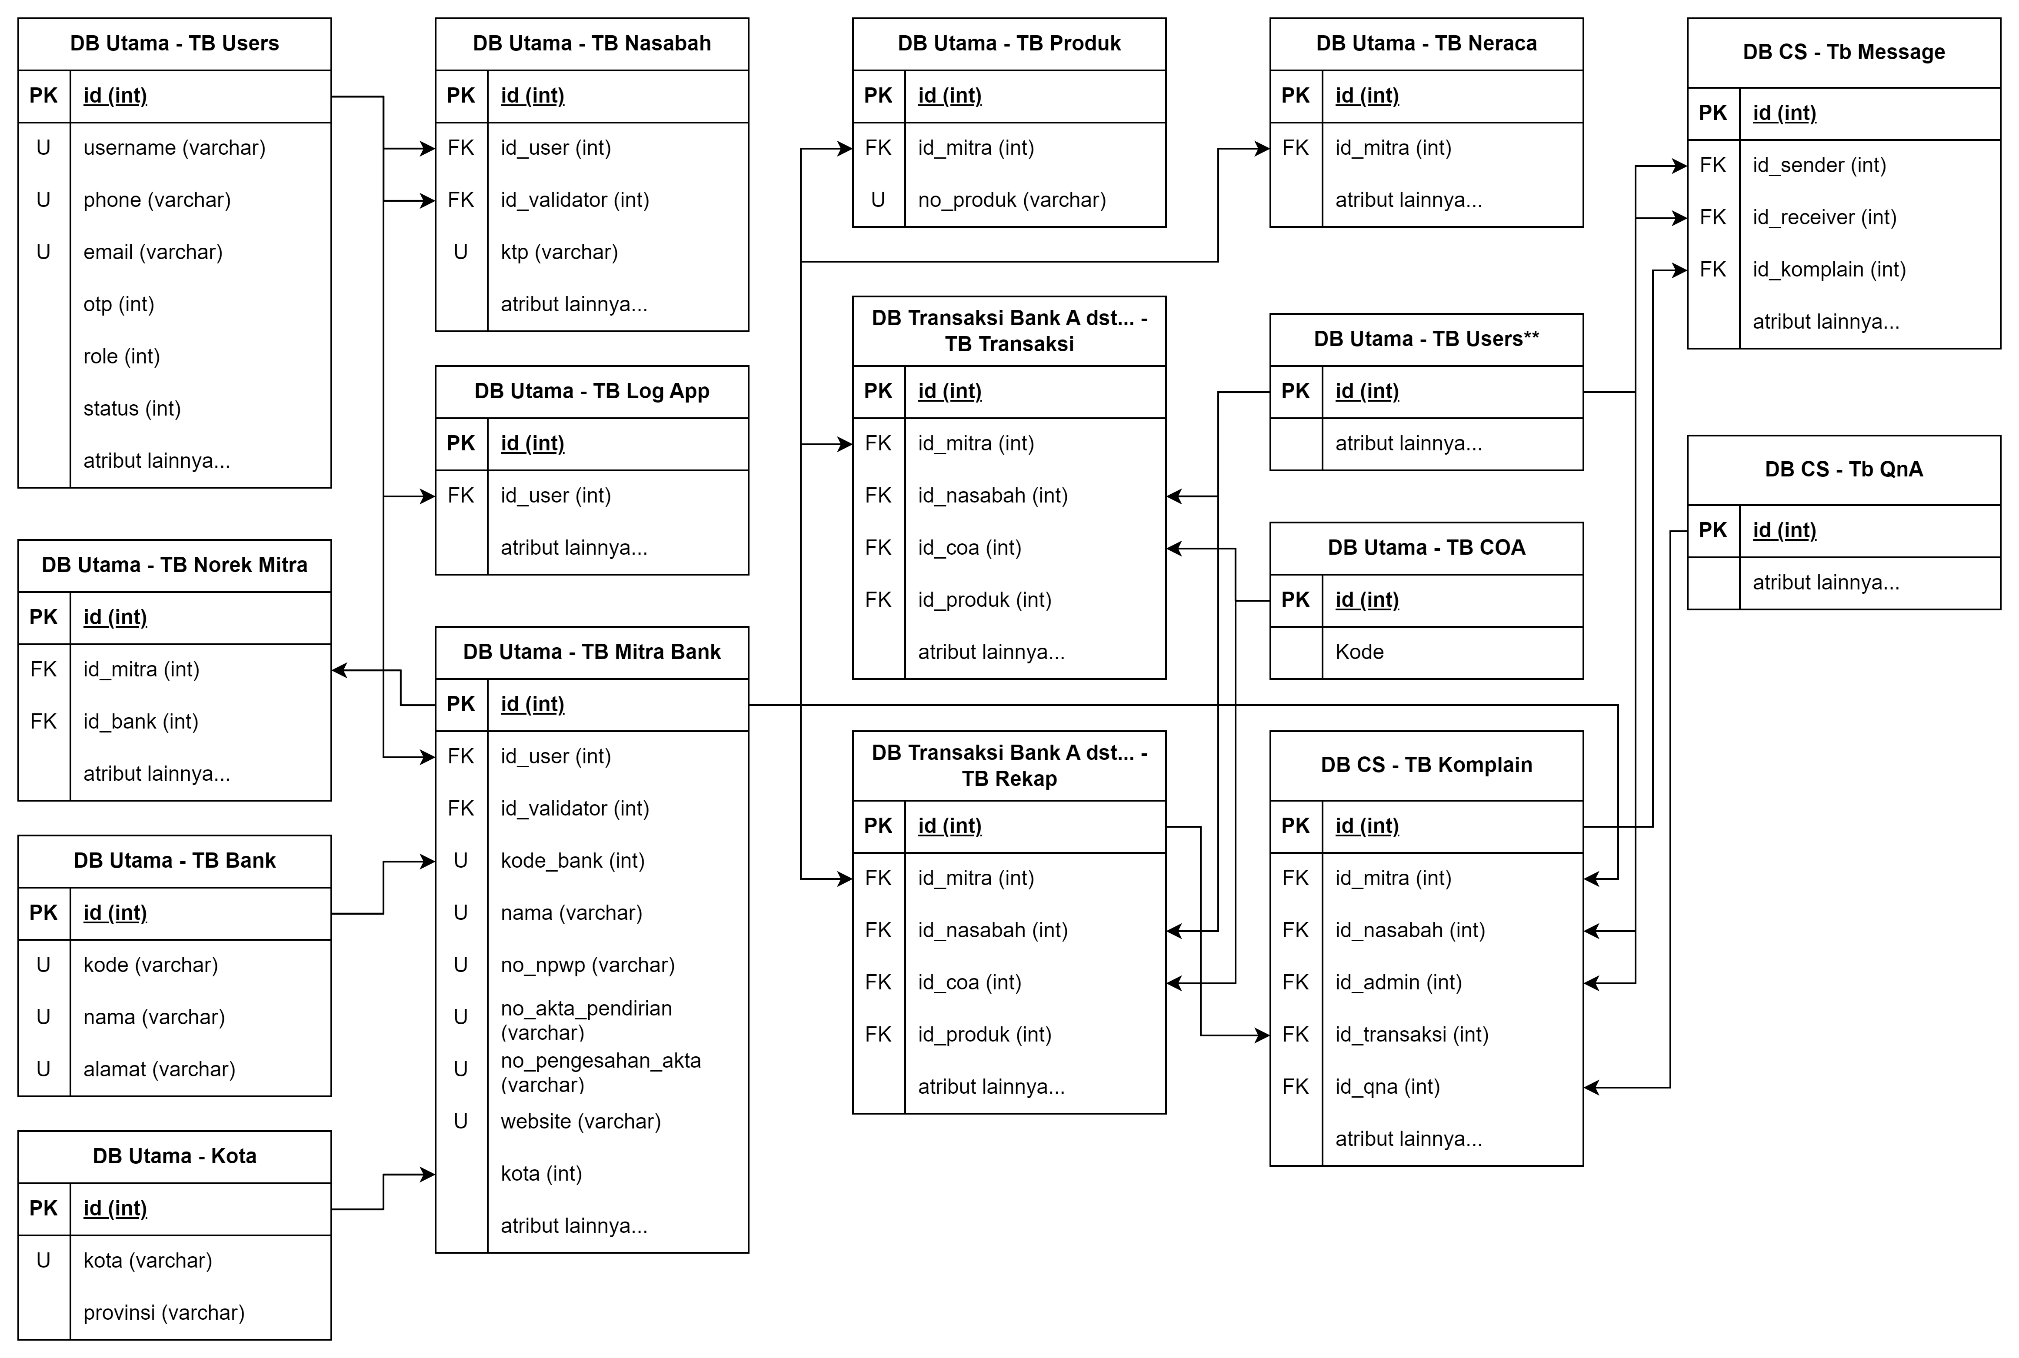 DB Utama - TB Users
PK id (int)
U username (varchar)
U phone (varchar)
U email (varchar)
otp (int)
role (int)
status (int)
atribut lainnya...
DB Utama - TB Norek Mitra
PK id (int)
FK id_mitra (int)
FK id_bank (int)
atribut lainnya...
DB Utama - TB Bank
PK id (int)
U kode (varchar)
U nama (varchar)
U alamat (varchar)
DB Utama - Kota
PK id (int)
U kota (varchar)
provinsi (varchar)
DB Utama - TB Nasabah
PK id (int)
FK id_user (int)
FK id_validator (int)
U ktp (varchar)
atribut lainnya...
DB Utama - TB Log App
PK id (int)
FK id_user (int)
atribut lainnya...
DB Utama - TB Mitra Bank
PK id (int)
FK id_user (int)
FK id_validator (int)
U kode_bank (int)
U nama (varchar)
U no_npwp (varchar)
U no_akta_pendirian
(varchar)
U no_pengesahan_akta
(varchar)
U website (varchar)
kota (int)
atribut lainnya...
DB Utama - TB Produk
PK id (int)
FK id_mitra (int)
U no_produk (varchar)
DB Transaksi Bank A dst... -
TB Transaksi
PK id (int)
FK id_mitra (int)
FK id_nasabah (int)
FK id_coa (int)
FK id_produk (int)
atribut lainnya...
DB Transaksi Bank A dst... -
TB Rekap
PK id (int)
FK id_mitra (int)
FK id_nasabah (int)
FK id_coa (int)
FK id_produk (int)
atribut lainnya...
DB Utama - TB Neraca
PK id (int)
FK id_mitra (int)
atribut lainnya...
DB Utama - TB Users**
PK id (int)
atribut lainnya...
DB Utama - TB COA
PK id (int)
Kode
DB CS - TB Komplain
PK id (int)
FK id_mitra (int)
FK id_nasabah (int)
FK id_admin (int)
FK id_transaksi (int)
FK id_qna (int)
atribut lainnya...
DB CS - Tb Message
PK id (int)
FK id_sender (int)
FK id_receiver (int)
FK id_komplain (int)
atribut lainnya...
DB CS - Tb QnA
PK id (int)
atribut lainnya...